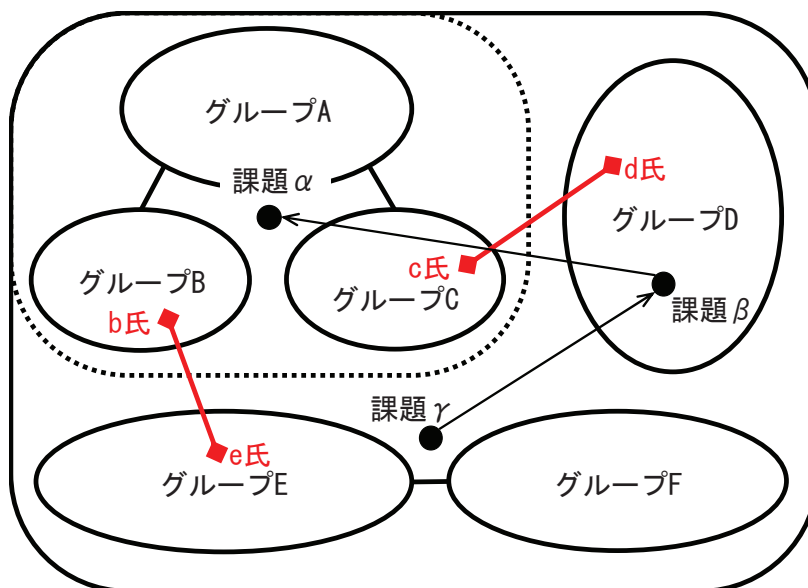 グループA
課題α
d氏
グループD
グループB
c氏
グループC
b氏
課題β
課題γ
e氏
グループE
グループF